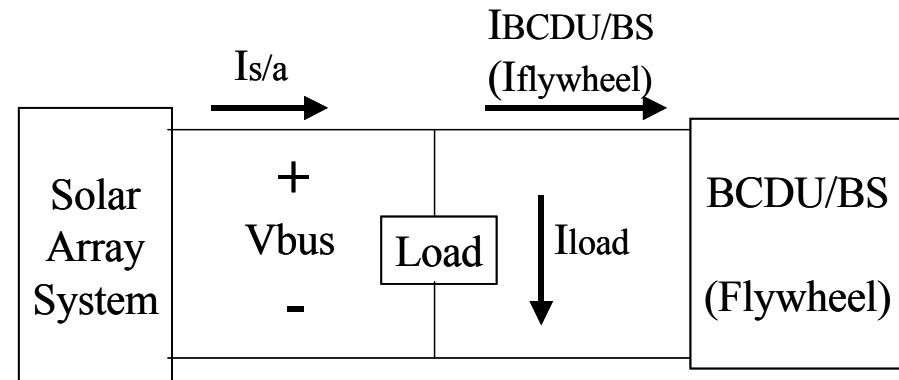 IBCDU/BS
(Iflywheel)
Is/a
Solar
Array
System
+
Vbus
-
Load
Iload
BCDU/BS
(Flywheel)